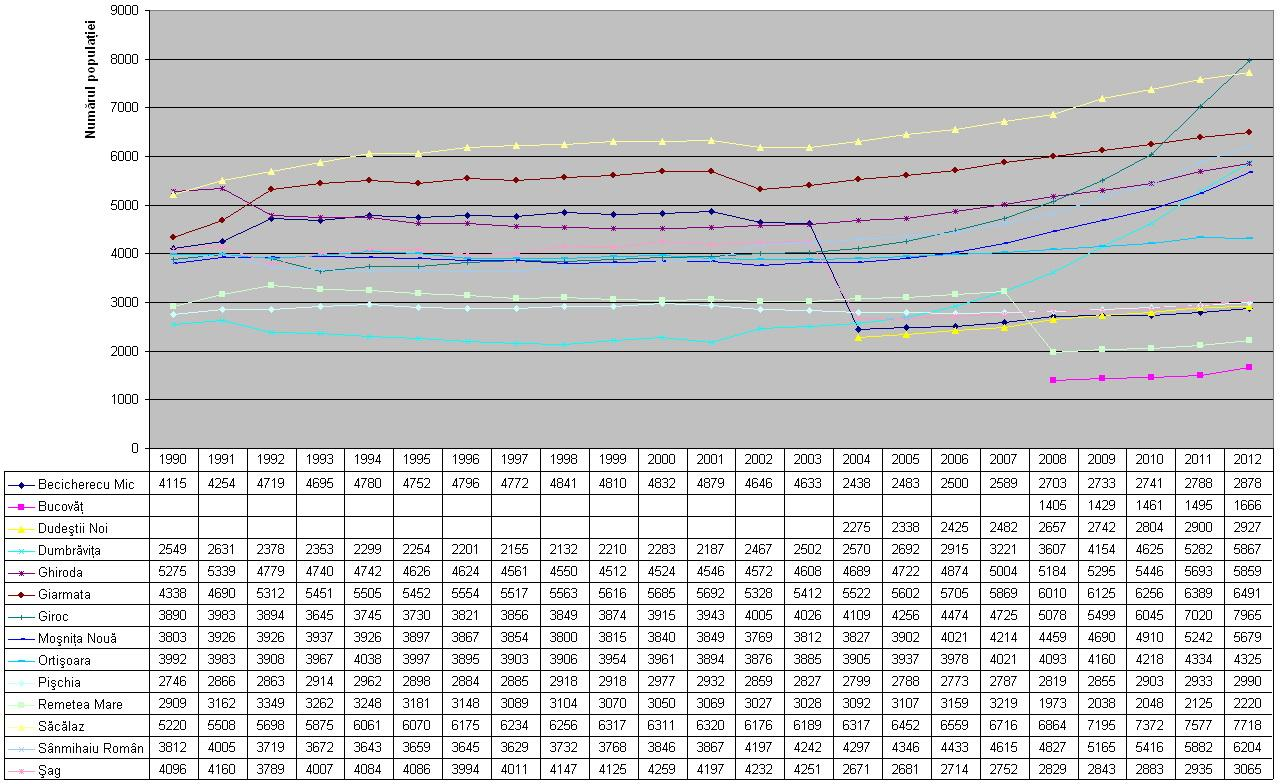 Numărul populaţiei
9000
8000
7000
6000
5000
4000
3000
2000
1000
0
1990 1991 1992 1993 1994 1995 1996 1997 1998 1999 2000 2001 2002 2003 2004 2005 2006 2007 2008 2009 2010 2011 2012
Becicherecu Mic 4115 4254 4719 4695 4780 4752 4796 4772 4841 4810 4832 4879 4646 4633 2438 2483 2500 2589 2703 2733 2741 2788 2878
Bucovăţ 1405 1429 1461 1495 1666
Dudeştii Noi 2275 2338 2425 2482 2657 2742 2804 2900 2927
Dumbrăviţa 2549 2631 2378 2353 2299 2254 2201 2155 2132 2210 2283 2187 2467 2502 2570 2692 2915 3221 3607 4154 4625 5282 5867
Ghiroda 5275 5339 4779 4740 4742 4626 4624 4561 4550 4512 4524 4546 4572 4608 4689 4722 4874 5004 5184 5295 5446 5693 5859
Giarmata 4338 4690 5312 5451 5505 5452 5554 5517 5563 5616 5685 5692 5328 5412 5522 5602 5705 5869 6010 6125 6256 6389 6491
Giroc 3890 3983 3894 3645 3745 3730 3821 3856 3849 3874 3915 3943 4005 4026 4109 4256 4474 4725 5078 5499 6045 7020 7965
Moşniţa Nouă 3803 3926 3926 3937 3926 3897 3867 3854 3800 3815 3840 3849 3769 3812 3827 3902 4021 4214 4459 4690 4910 5242 5679
Ortişoara 3992 3983 3908 3967 4038 3997 3895 3903 3906 3954 3961 3894 3876 3885 3905 3937 3978 4021 4093 4160 4218 4334 4325
Pişchia 2746 2866 2863 2914 2962 2898 2884 2885 2918 2918 2977 2932 2859 2827 2799 2788 2773 2787 2819 2855 2903 2933 2990
Remetea Mare 2909 3162 3349 3262 3248 3181 3148 3089 3104 3070 3050 3069 3027 3028 3092 3107 3159 3219 1973 2038 2048 2125 2220
Săcălaz 5220 5508 5698 5875 6061 6070 6175 6234 6256 6317 6311 6320 6176 6189 6317 6452 6559 6716 6864 7195 7372 7577 7718
Sânmihaiu Român 3812 4005 3719 3672 3643 3659 3645 3629 3732 3768 3846 3867 4197 4242 4297 4346 4433 4615 4827 5165 5416 5882 6204
Şag 4096 4160 3789 4007 4084 4086 3994 4011 4147 4125 4259 4197 4232 4251 2671 2681 2714 2752 2829 2843 2883 2935 3065